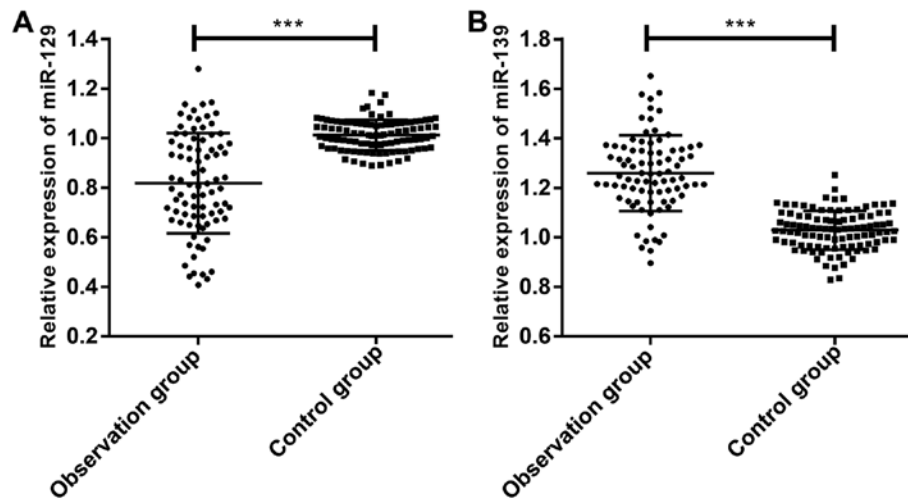 A
Relative expression of miR-129
1.4
1.2
1.0
0.8
0.6
0.4
0.2
***
Observation group
Control group
B
Relative expression of miR-139
1.8
1.6
1.4
1.2
1.0
0.8
0.6
***
Observation group
Control group